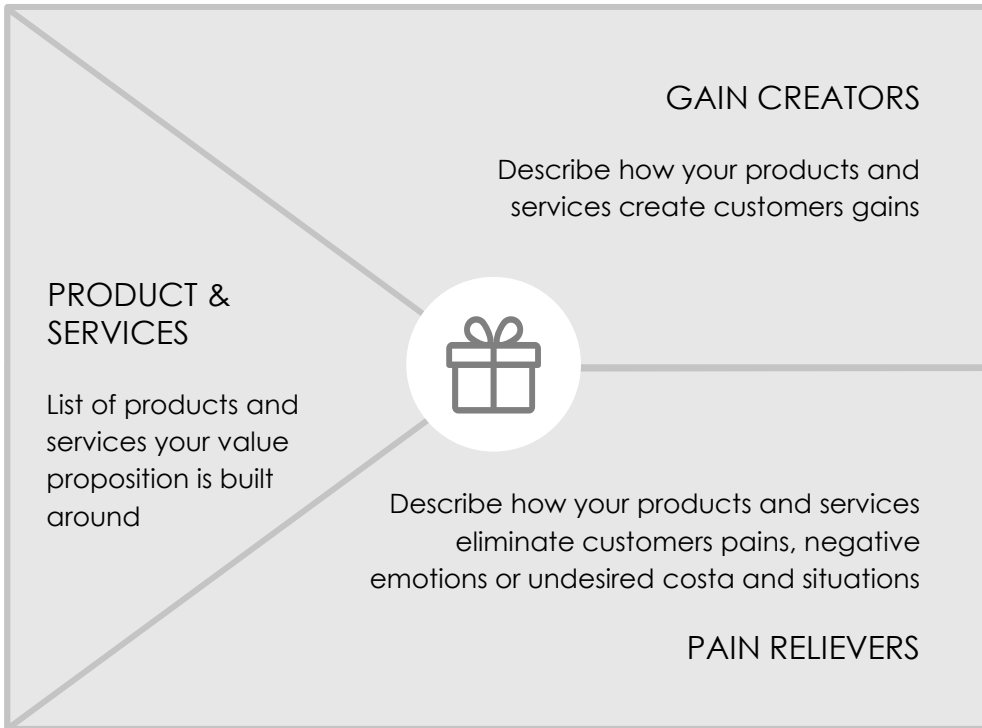 GAIN CREATORS
Describe how your products and
services create customers gains
PRODUCT &
SERVICES
List of products and
services your value
proposition is built
around
Describe how your products and services
eliminate customers pains, negative
emotions or undesired costa and situations
PAIN RELIEVERS